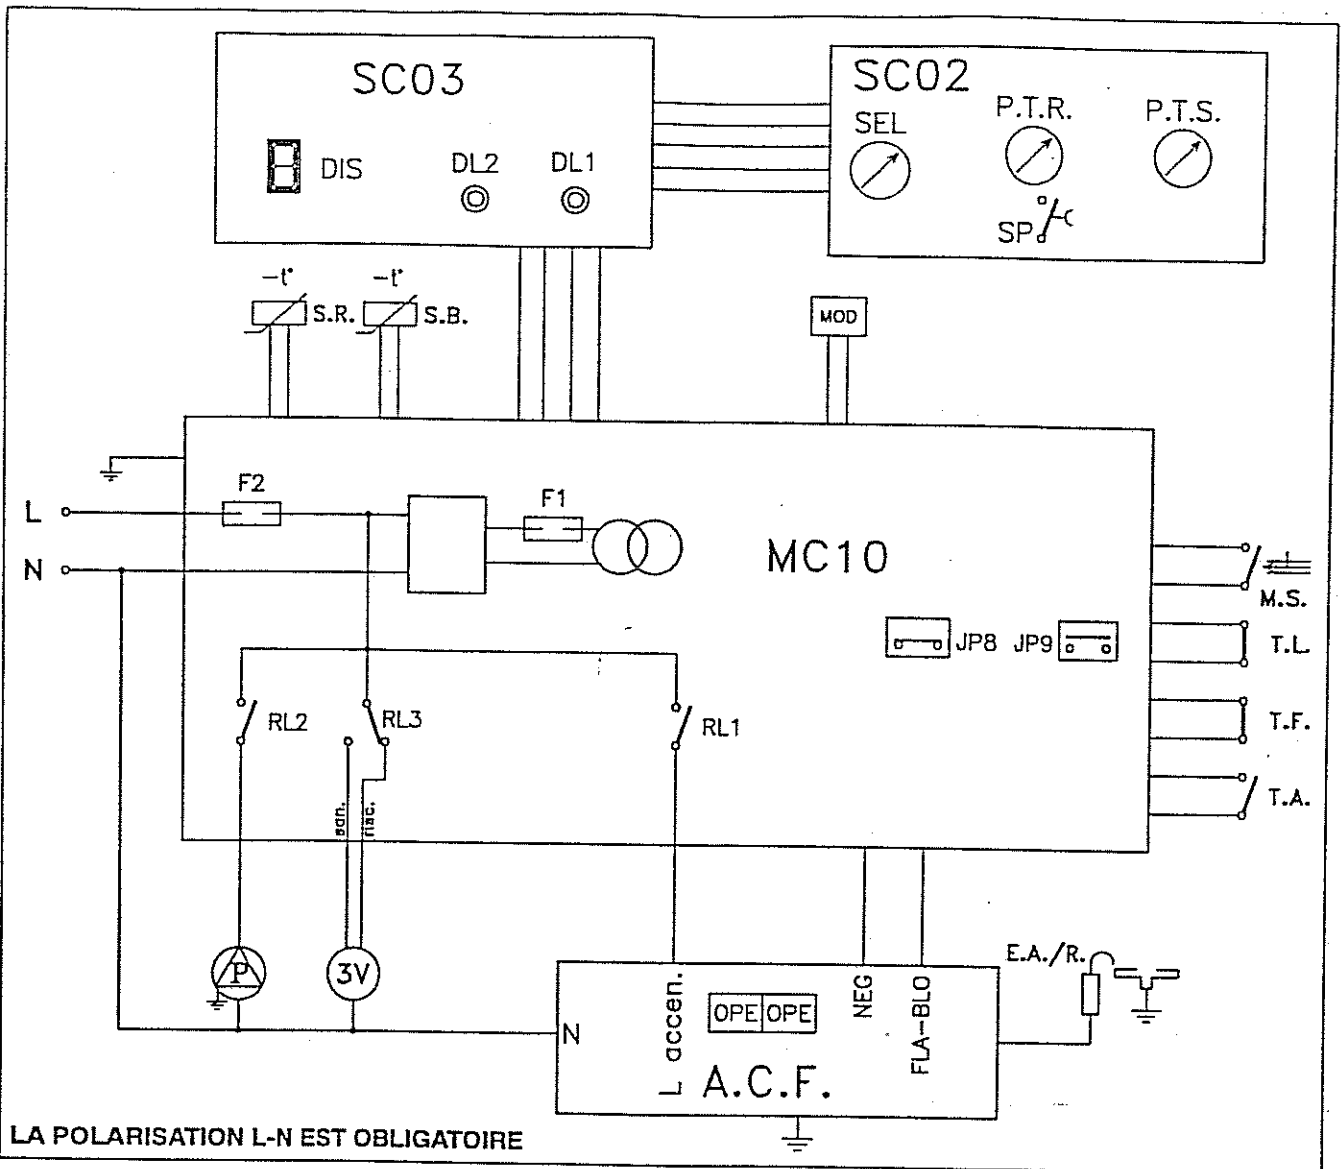 SC03
DIS
DL2
DL1
SC02
SEL
P.T.R.
P.T.S.
SP
-t°
S.R.
-t°
S.B.
MOD
F2
L
F1
N
MC10
M.S.
JP8
JP9
T.L.
RL2
RL3
RL1
T.F.
T.A.
san.
risc.
P
3V
E.A./R.
N
L accen.
OPE
OPE
NEG
FLA-BLO
A.C.F.
LA POLARISATION L-N EST OBLIGATOIRE